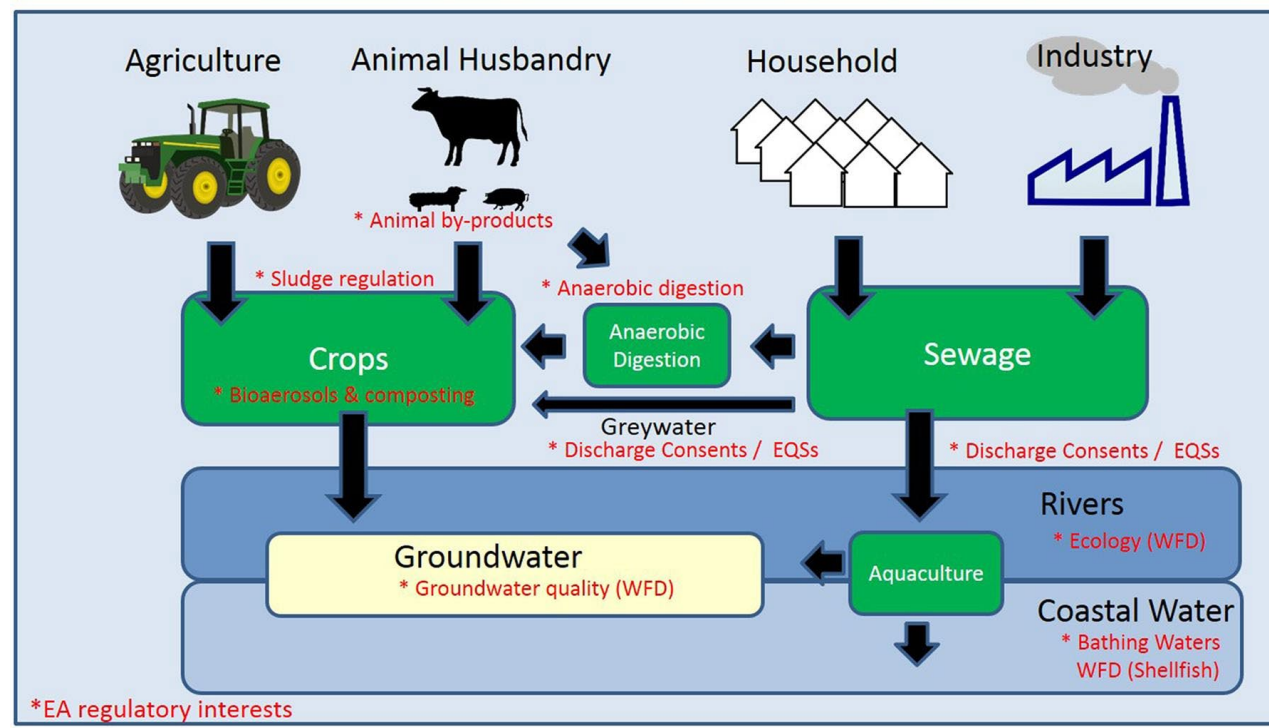 Agriculture
Animal Husbandry
Household
Industry
* Animal by-products
* Sludge regulation
* Anaerobic digestion
Crops
* Bioaerosols & composting
Anaerobic
Digestion
Sewage
Greywater
* Discharge Consents / EQSs
* Discharge Consents / EQSs
Rivers
* Ecology (WFD)
Groundwater
* Groundwater quality (WFD)
Aquaculture
Coastal Water
* Bathing Waters
WFD (Shellfish)
*EA regulatory interests